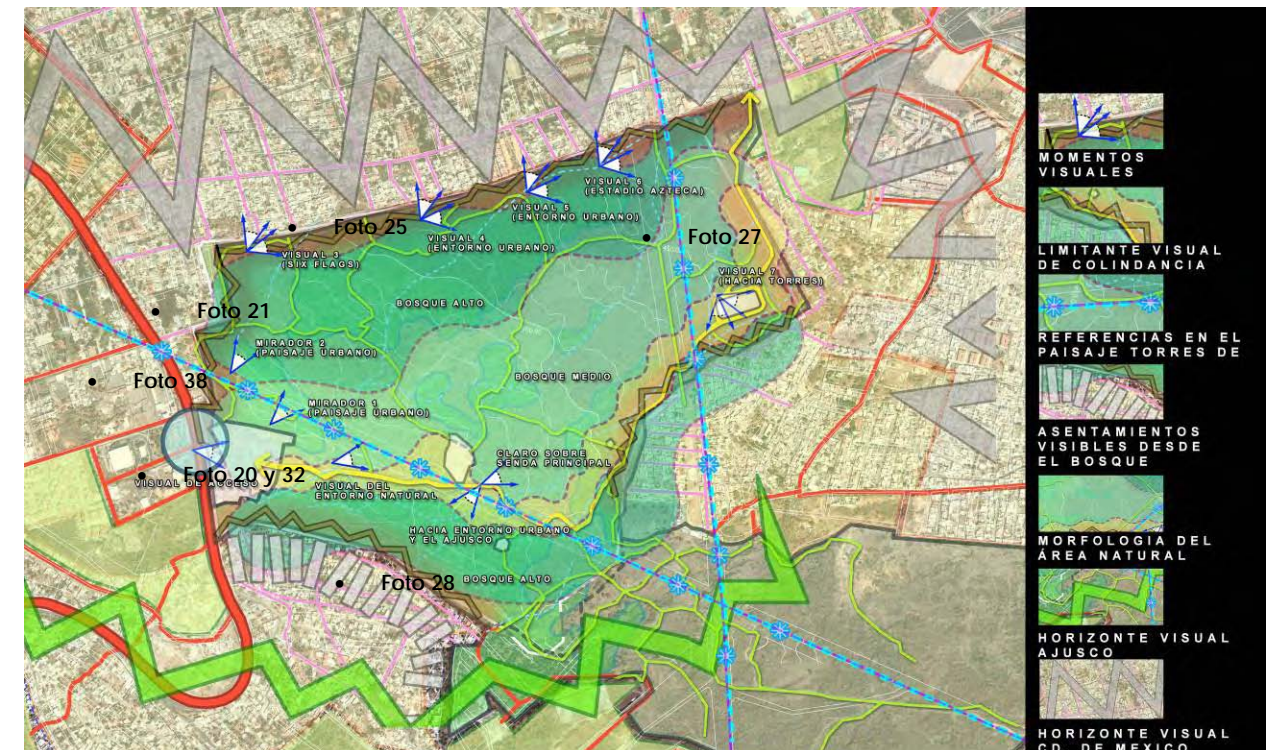 VISUAL 6
(ESTADIO AZTECA)
VISUAL 5
(ENTORNO URBANO)
Foto 25
VISUAL 4
(ENTORNO URBANO)
Foto 27
VISUAL 3
(SIX FLAGS)
VISUAL 7
(HACIA TORRES)
BOSQUE ALTO
Foto 21
MIRADOR 2
(PAISAJE URBANO)
Foto 38
BOSQUE MEDIO
MIRADOR 1
(PAISAJE URBANO)
CLARO SOBRE
SENDA PRINCIPAL
Foto 20 y 32
VISUAL DE ACCESO
VISUAL DEL
ENTORNO NATURAL
HACIA ENTORNO URBANO
Y EL AJUSCO
Foto 28
BOSQUE ALTO
MOMENTOS
VISUALES
LIMITANTE VISUAL
DE COLINDANCIA
REFERENCIAS EN EL
PAISAJE TORRES DE
ASENTAMIENTOS
VISIBLES DESDE
EL BOSQUE
MORFOLOGIA DEL
ÁREA NATURAL
HORIZONTE VISUAL
AJUSCO
HORIZONTE VISUAL
CD. DE MEXICO